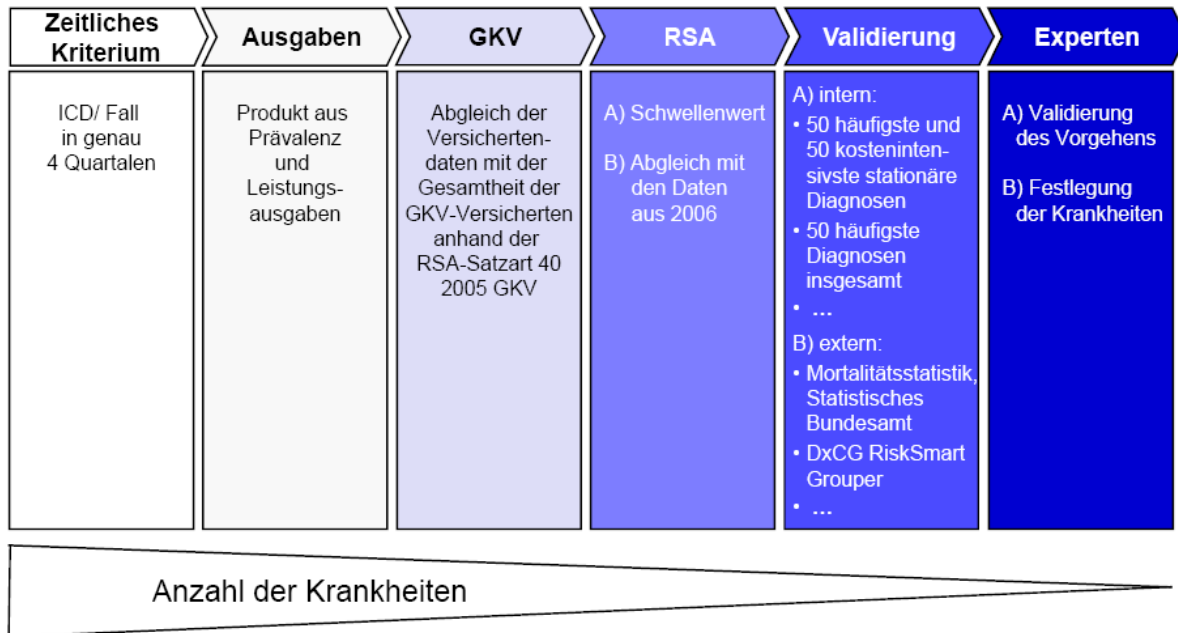 Zeitliches
Kriterium
Ausgaben
GKV
RSA
Validierung
Experten
ICD/ Fall
in genau
4 Quartalen
Produkt aus
Prävalenz
und
Leistungs-
ausgaben
Abgleich der
Versicherten-
daten mit der
Gesamtheit der
GKV-Versicherten
anhand der
RSA-Satzart 40
2005 GKV
A) Schwellenwert
B) Abgleich mit
den Daten
aus 2006
A) intern:
• 50 häufigste und
50 kosteninten-
sivste stationäre
Diagnosen
• 50 häufigste
Diagnosen
insgesamt
• ...
B) extern:
• Mortalitätsstatistik,
Statistisches
Bundesamt
• DxCG RiskSmart
Grouper
• ...
A) Validierung
des Vorgehens
B) Festlegung
der Krankheiten
Anzahl der Krankheiten